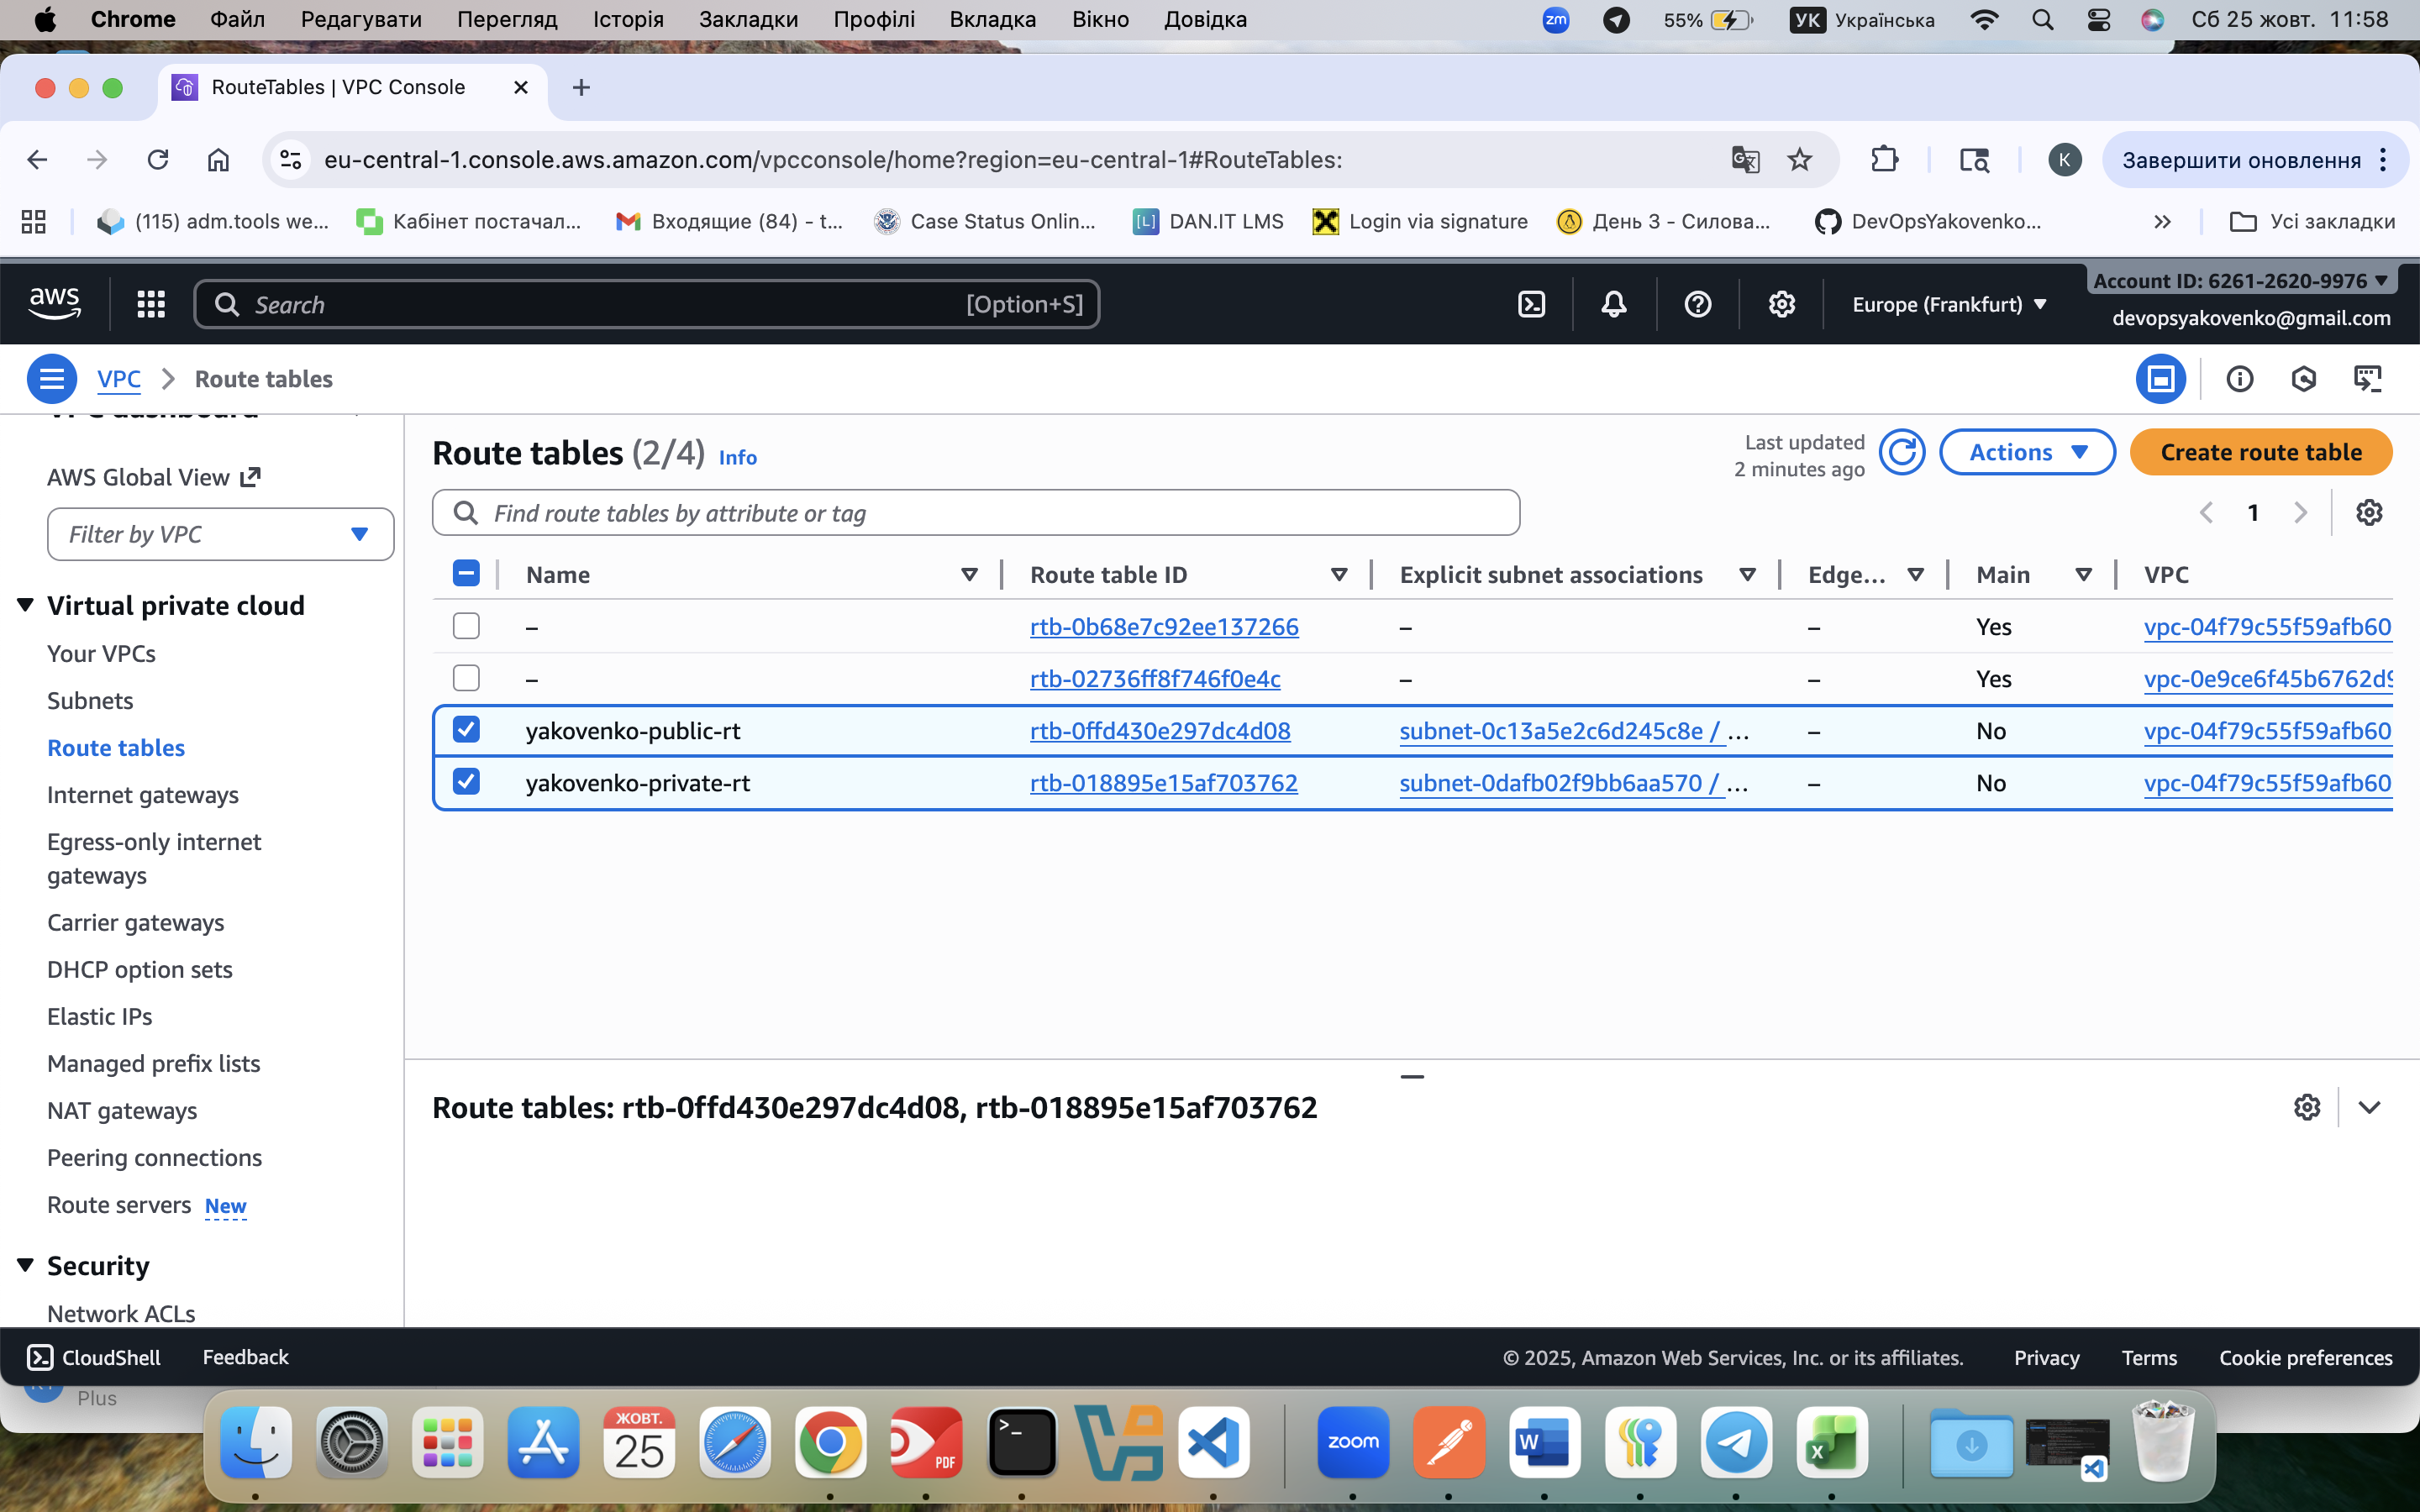 Chrome Файл Редагувати Перегляд Історія Закладки Профілі Вкладка Вікно Довідка zm 55% УК Українська Сб 25 жовт. 11:58
RouteTables | VPC Console
eu-central-1.console.aws.amazon.com/vpcconsole/home?region=eu-central-1#RouteTables: K Завершити оновлення
(115) adm.tools we... Кабінет постачал... Входящие (84) - t... Case Status Onlin... [L] DAN.IT LMS Login via signature День 3 - Силова... DevOpsYakovenko... Усі закладки
aws Search [Option+S] Europe (Frankfurt) Account ID: 6261-2620-9976
devopsyakovenko@gmail.com
VPC Route tables
AWS Global View
Filter by VPC
Virtual private cloud
Your VPCs
Subnets
Route tables
Internet gateways
Egress-only internet
gateways
Carrier gateways
DHCP option sets
Elastic IPs
Managed prefix lists
NAT gateways
Peering connections
Route servers New
Security
Network ACLs
Route tables (2/4) Info
Last updated
2 minutes ago
Actions
Create route table
Find route tables by attribute or tag
1
Name Route table ID Explicit subnet associations Edge... Main VPC
– rtb-0b68e7c92ee137266 – – Yes vpc-04f79c55f59afb60
– rtb-02736ff8f746f0e4c – – Yes vpc-0e9ce6f45b6762d9
yakovenko-public-rt rtb-0ffd430e297dc4d08 subnet-0c13a5e2c6d245c8e / ... – No vpc-04f79c55f59afb60
yakovenko-private-rt rtb-018895e15af703762 subnet-0dafb02f9bb6aa570 / ... – No vpc-04f79c55f59afb60
Route tables: rtb-0ffd430e297dc4d08, rtb-018895e15af703762
CloudShell Feedback © 2025, Amazon Web Services, Inc. or its affiliates. Privacy Terms Cookie preferences
Plus
ЖОВТ.
25
PDF
zoom
W
X